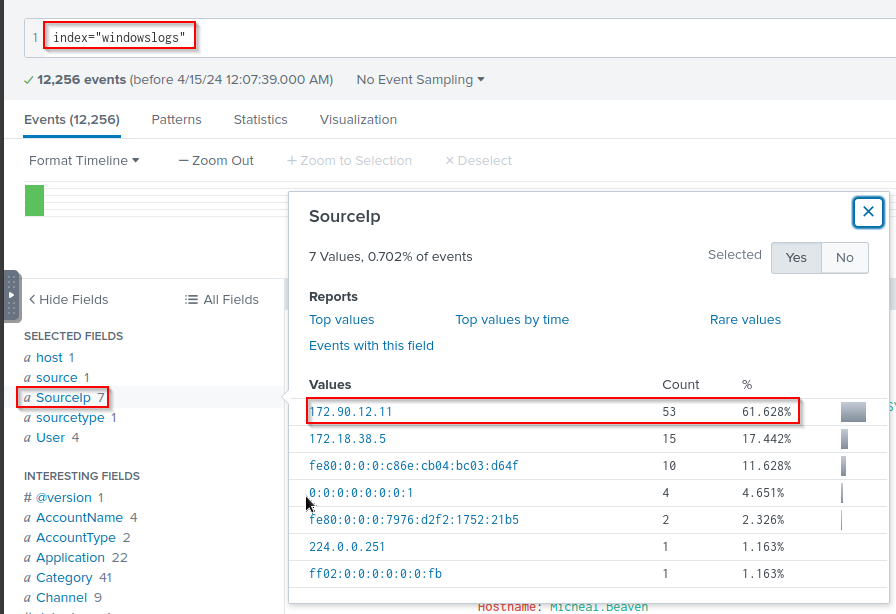 1 index="windowslogs"
12,256 events (before 4/15/24 12:07:39.000 AM) No Event Sampling
Events (12,256) Patterns Statistics Visualization
Format Timeline — Zoom Out + Zoom to Selection × Deselect
SourceIp
7 Values, 0.702% of events Selected Yes No
Reports
Top values Top values by time Rare values
Events with this field
Values Count %
172.90.12.11 53 61.628%
172.18.38.5 15 17.442%
fe80:0:0:0:c86e:cb04:bc03:d64f 10 11.628%
0:0:0:0:0:0:0:1 4 4.651%
fe80:0:0:0:7976:d2f2:1752:21b5 2 2.326%
224.0.0.251 1 1.163%
ff02:0:0:0:0:0:0:fb 1 1.163%
< Hide Fields All Fields
SELECTED FIELDS
a host 1
a source 1
a SourceIp 7
a sourcetype 1
a User 4
INTERESTING FIELDS
# @version 1
a AccountName 4
a AccountType 2
a Application 22
a Category 41
a Channel 9
Hostname: Micheal.Beaven